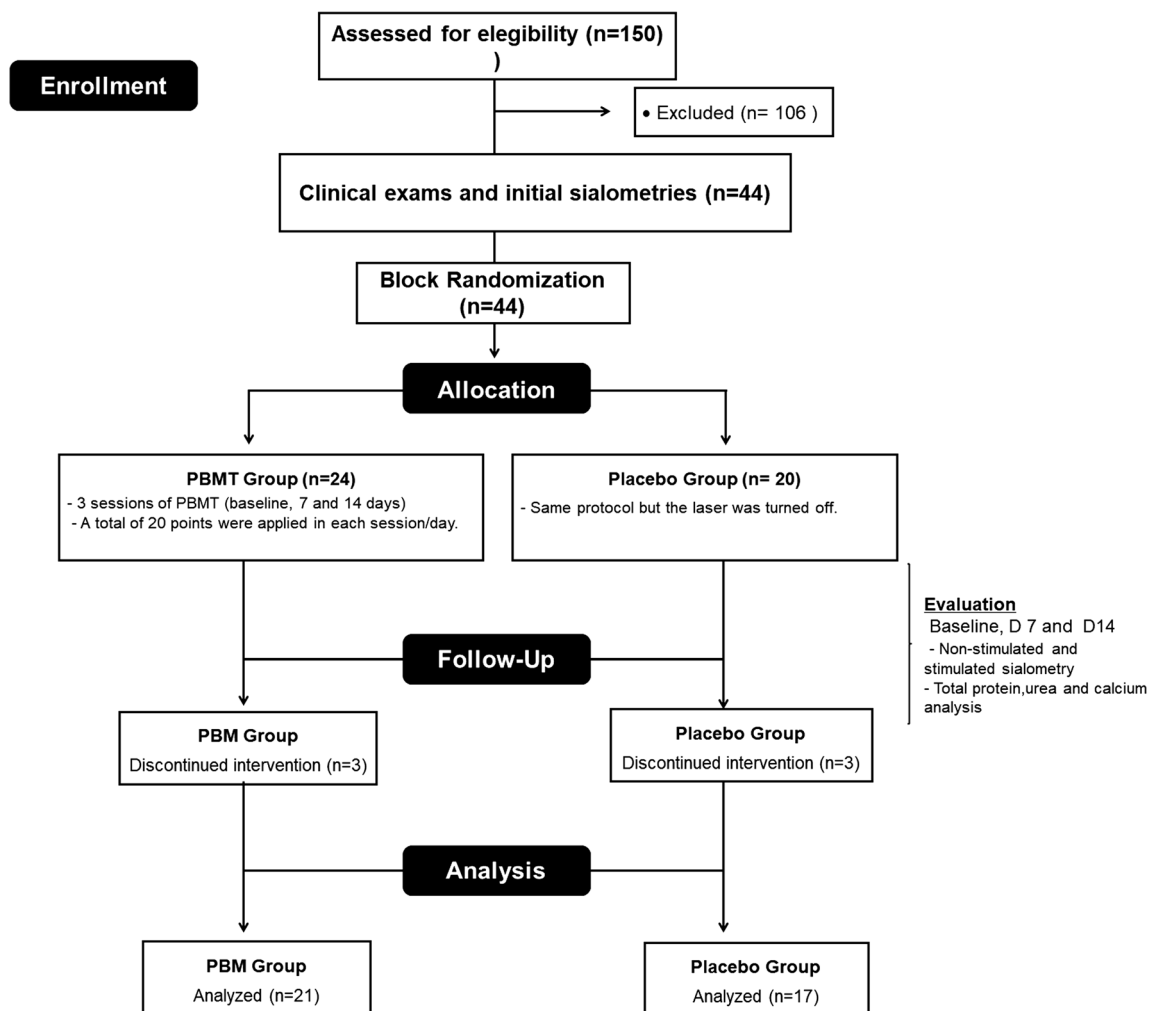 Assessed for elegibility (n=150)
)
Enrollment
• Excluded (n= 106 )
Clinical exams and initial sialometries (n=44)
Block Randomization
(n=44)
Allocation
PBMT Group (n=24)
- 3 sessions of PBMT (baseline, 7 and 14 days)
- A total of 20 points were applied in each session/day.
Placebo Group (n= 20)
- Same protocol but the laser was turned off.
Evaluation
Baseline, D 7 and D14
- Non-stimulated and
stimulated sialometry
- Total protein,urea and calcium
analysis
Follow-Up
PBM Group
Discontinued intervention (n=3)
Placebo Group
Discontinued intervention (n=3)
Analysis
PBM Group
Analyzed (n=21)
Placebo Group
Analyzed (n=17)